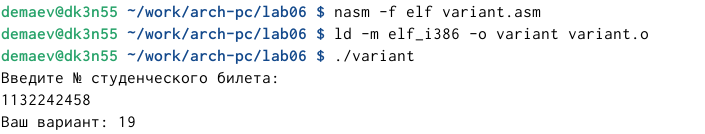 demaev@dk3n55 ~/work/arch-pc/lab06 $ nasm -f elf variant.asm
demaev@dk3n55 ~/work/arch-pc/lab06 $ ld -m elf_i386 -o variant variant.o
demaev@dk3n55 ~/work/arch-pc/lab06 $ ./variant
Введите № студенческого билета:
1132242458
Ваш вариант: 19